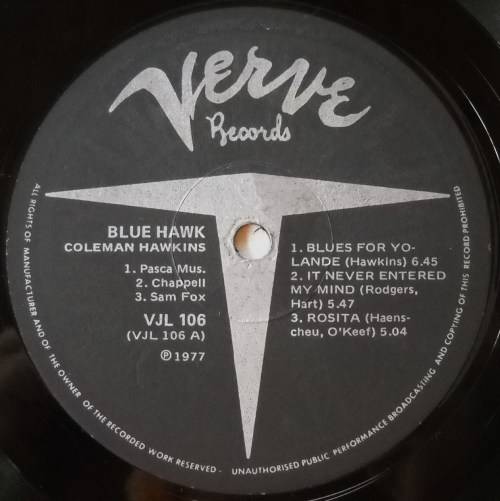 Verve
Records
BLUE HAWK
COLEMAN HAWKINS
1. Pasca Mus.
2. Chappell
3. Sam Fox
VJL 106
(VJL 106 A)
℗ 1977
1. BLUES FOR YO-
LANDE (Hawkins) 6.45
2. IT NEVER ENTERED
MY MIND (Rodgers,
Hart) 5.47
3. ROSITA (Haens-
cheu, O'Keef) 5.04
ALL RIGHTS OF MANUFACTURER AND OF THE OWNER OF THE RECORDED WORK RESERVED - UNAUTHORISED PUBLIC PERFORMANCE BROADCASTING AND COPYING OF THIS RECORD PROHIBITED